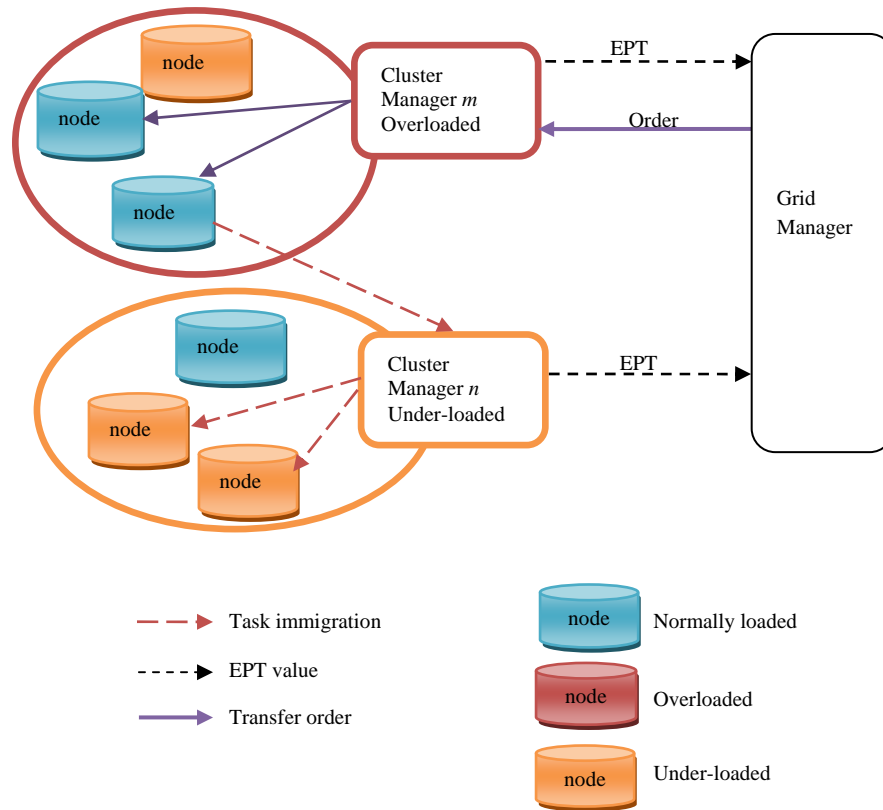 node
node
node
Cluster
Manager m
Overloaded
EPT
Order
Grid
Manager
node
node
node
Cluster
Manager n
Under-loaded
EPT
Task immigration
EPT value
Transfer order
node
Normally loaded
node
Overloaded
node
Under-loaded